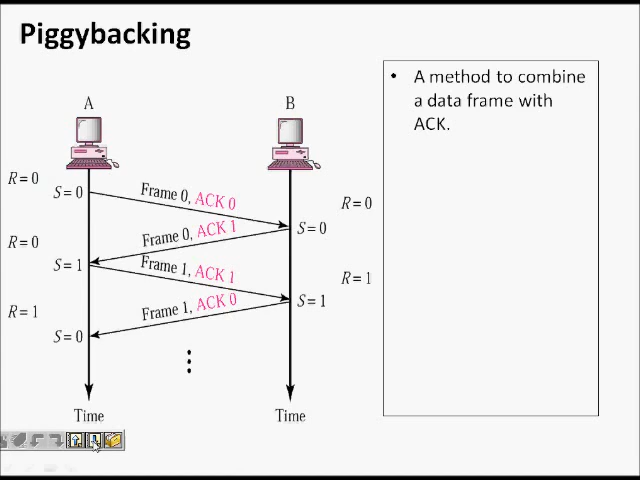 Piggybacking
• A method to combine
a data frame with
ACK.
A
B
R = 0
S = 0
Frame 0, ACK 0
R = 0
S = 0
Frame 0, ACK 1
R = 0
S = 1
Frame 1, ACK 1
R = 1
S = 1
Frame 1, ACK 0
R = 1
S = 0
Time
Time